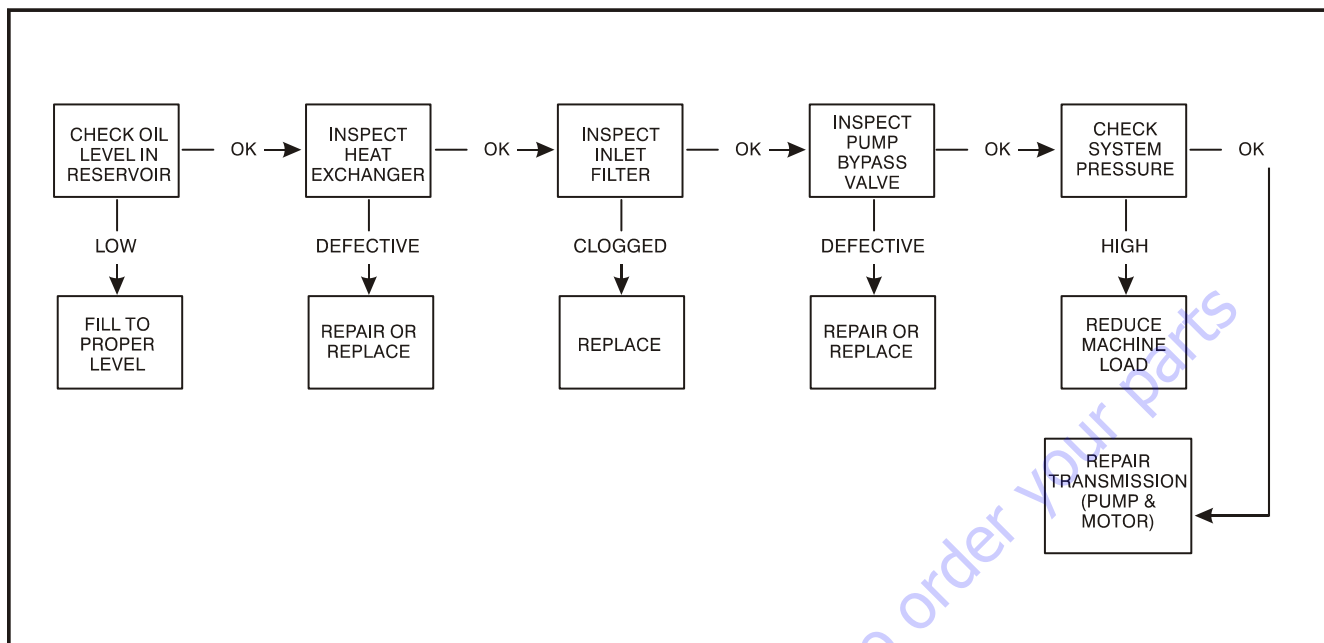 CHECK OIL
LEVEL IN
RESERVOIR
OK
INSPECT
HEAT
EXCHANGER
OK
INSPECT
INLET
FILTER
OK
INSPECT
PUMP
BYPASS
VALVE
OK
CHECK
SYSTEM
PRESSURE
OK
LOW
DEFECTIVE
CLOGGED
DEFECTIVE
HIGH
FILL TO
PROPER
LEVEL
REPAIR OR
REPLACE
REPLACE
REPAIR OR
REPLACE
REDUCE
MACHINE
LOAD
REPAIR
TRANSMISSION
(PUMP &
MOTOR)
o order your parts